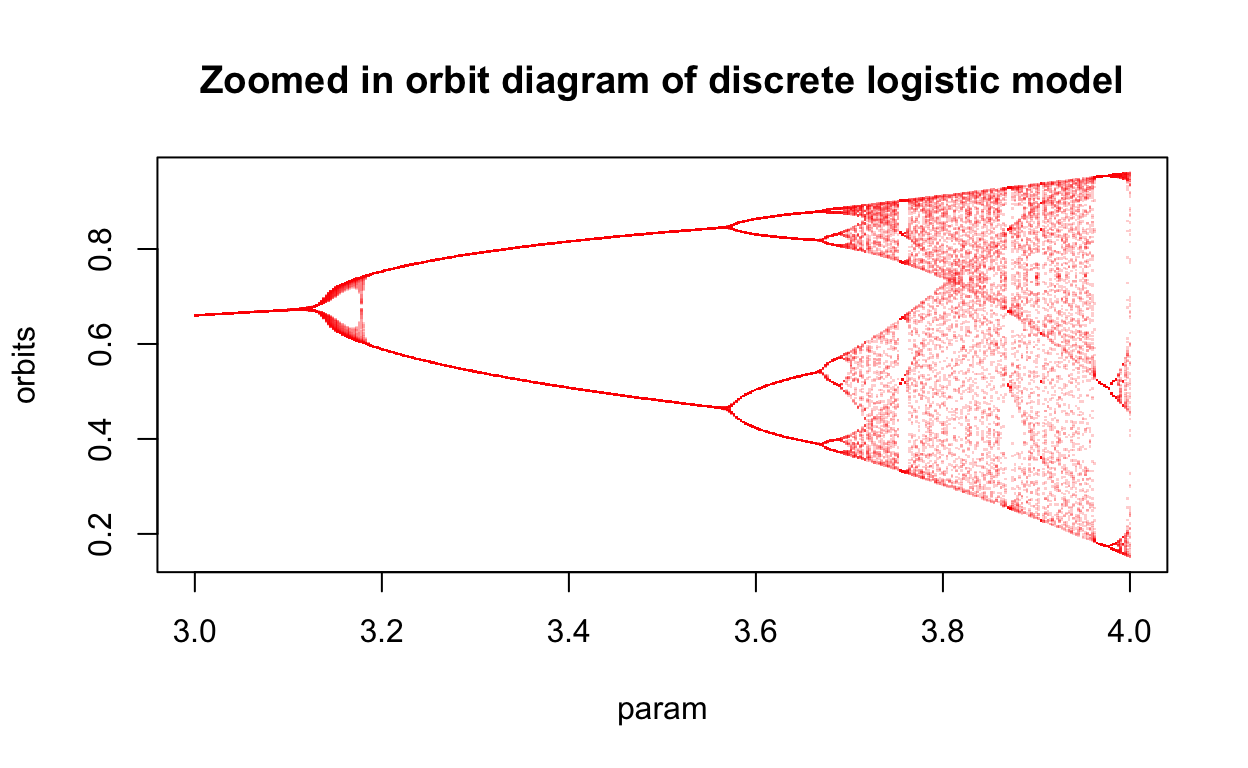 Zoomed in orbit diagram of discrete logistic model
orbits
0.8
0.6
0.4
0.2
3.0 3.2 3.4 3.6 3.8 4.0
param